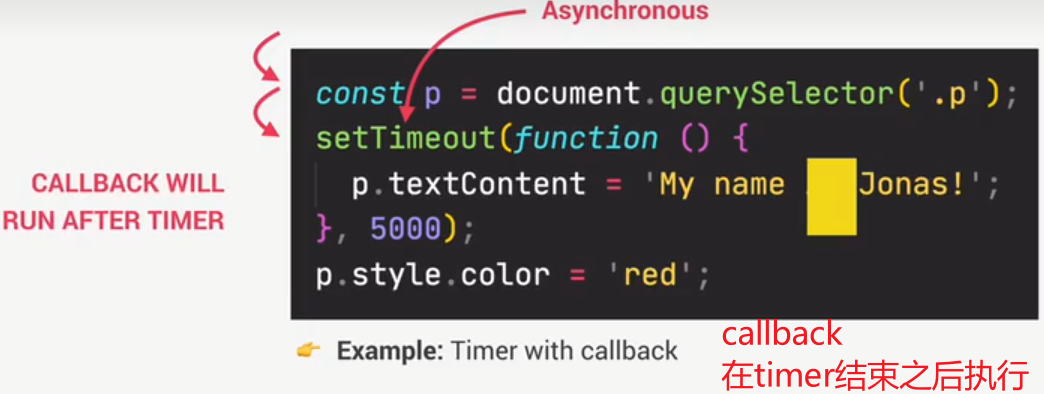 Asynchronous
const p = document.querySelector('.p');
setTimeout(function () {
p.textContent = 'My name Jonas!';
}, 5000);
p.style.color = 'red';
CALLBACK WILL
RUN AFTER TIMER
Example: Timer with callback
callback
在timer结束之后执行